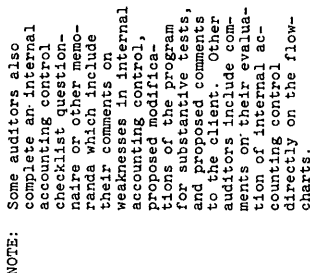 NOTE: Some auditors also
complete an internal
accounting control
checklist question-
naire or other memo-
randa which include
their comments on
weaknesses in internal
accounting control,
proposed modifica-
tions of the program
for substantive tests,
and proposed comments
to the client. Other
auditors include com-
ments on their evalua-
tion of internal ac-
counting control
directly on the flow-
charts.